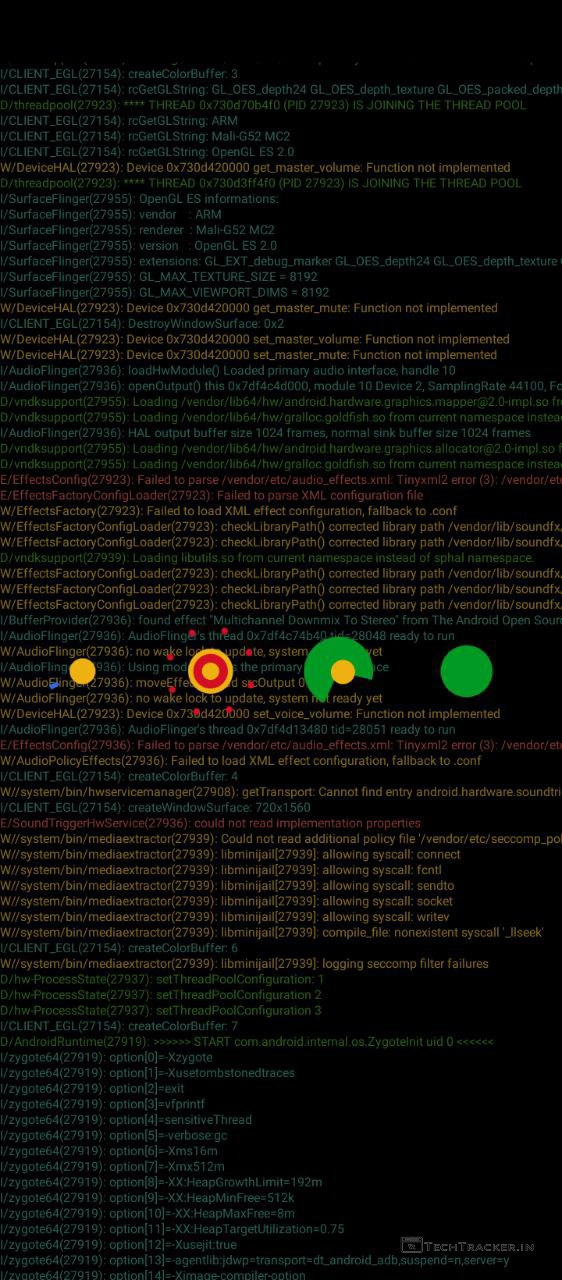 I/CLIENT_EGL(27154): createColorBuffer: 3
I/CLIENT_EGL(27154): rcGetGLString: GL_OES_depth24 GL_OES_depth_texture GL_OES_packed_depth
D/threadpool(27923): **** THREAD 0x730d70b4f0 (PID 27923) IS JOINING THE THREAD POOL
I/CLIENT_EGL(27154): rcGetGLString: ARM
I/CLIENT_EGL(27154): rcGetGLString: Mali-G52 MC2
I/CLIENT_EGL(27154): rcGetGLString: OpenGL ES 2.0
W/DeviceHAL(27923): Device 0x730d420000 get_master_volume: Function not implemented
D/threadpool(27923): **** THREAD 0x730d3ff4f0 (PID 27923) IS JOINING THE THREAD POOL
I/SurfaceFlinger(27955): OpenGL ES informations:
I/SurfaceFlinger(27955): vendor : ARM
I/SurfaceFlinger(27955): renderer : Mali-G52 MC2
I/SurfaceFlinger(27955): version : OpenGL ES 2.0
I/SurfaceFlinger(27955): extensions: GL_EXT_debug_marker GL_OES_depth24 GL_OES_depth_texture
I/SurfaceFlinger(27955): GL_MAX_TEXTURE_SIZE = 8192
I/SurfaceFlinger(27955): GL_MAX_VIEWPORT_DIMS = 8192
W/DeviceHAL(27923): Device 0x730d420000 get_master_mute: Function not implemented
I/CLIENT_EGL(27154): DestroyWindowSurface: 0x2
W/DeviceHAL(27923): Device 0x730d420000 set_master_volume: Function not implemented
W/DeviceHAL(27923): Device 0x730d420000 set_master_mute: Function not implemented
I/AudioFlinger(27936): loadHwModule() Loaded primary audio interface, handle 10
I/AudioFlinger(27936): openOutput() this 0x7df4c4d000, module 10 Device 2, SamplingRate 44100, Fo
D/vndksupport(27955): Loading /vendor/lib64/hw/android.hardware.graphics.mapper@2.0-impl.so fr
D/vndksupport(27955): Loading /vendor/lib64/hw/gralloc.goldfish.so from current namespace instea
I/AudioFlinger(27936): HAL output buffer size 1024 frames, normal sink buffer size 1024 frames
D/vndksupport(27955): Loading /vendor/lib64/hw/android.hardware.graphics.allocator@2.0-impl.so f
D/vndksupport(27955): Loading /vendor/lib64/hw/gralloc.goldfish.so from current namespace instea
E/EffectsConfig(27923): Failed to parse /vendor/etc/audio_effects.xml: Tinyxml2 error (3): /vendor/etc
E/EffectsFactoryConfigLoader(27923): Failed to parse XML configuration file
W/EffectsFactory(27923): Failed to load XML effect configuration, fallback to .conf
W/EffectsFactoryConfigLoader(27923): checkLibraryPath() corrected library path /vendor/lib/soundfx,
W/EffectsFactoryConfigLoader(27923): checkLibraryPath() corrected library path /vendor/lib/soundfx,
D/vndksupport(27939): Loading libutils.so from current namespace instead of sphal namespace.
W/EffectsFactoryConfigLoader(27923): checkLibraryPath() corrected library path /vendor/lib/soundfx,
W/EffectsFactoryConfigLoader(27923): checkLibraryPath() corrected library path /vendor/lib/soundfx,
W/EffectsFactoryConfigLoader(27923): checkLibraryPath() corrected library path /vendor/lib/soundfx,
I/BufferProvider(27936): found effect "Multichannel Downmix To Stereo" from The Android Open Sour
I/AudioFlinger(27936): AudioFlinger's thread 0x7df4c74b40 tid=28048 ready to run
W/AudioFlinger(27936): no wake lock to update, system
I/AudioFlinger(27936): Using the primary
W/AudioFlinger(27936): moveEffec srcOutput 0
W/AudioFlinger(27936): no wake lock to update, system not ready yet
W/DeviceHAL(27923): Device 0x730d420000 set_voice_volume: Function not implemented
I/AudioFlinger(27936): AudioFlinger's thread 0x7df4d13480 tid=28051 ready to run
E/EffectsConfig(27936): Failed to parse /vendor/etc/audio_effects.xml: Tinyxml2 error (3): /vendor/etc
W/AudioPolicyEffects(27936): Failed to load XML effect configuration, fallback to .conf
I/CLIENT_EGL(27154): createColorBuffer: 4
W//system/bin/hwservicemanager(27908): getTransport: Cannot find entry android.hardware.soundtri
I/CLIENT_EGL(27154): createWindowSurface: 720x1560
E/SoundTriggerHwService(27936): could not read implementation properties
W//system/bin/mediaextractor(27939): Could not read additional policy file '/vendor/etc/seccomp_pol
W//system/bin/mediaextractor(27939): libminijail[27939]: allowing syscall: connect
W//system/bin/mediaextractor(27939): libminijail[27939]: allowing syscall: fcntl
W//system/bin/mediaextractor(27939): libminijail[27939]: allowing syscall: sendto
W//system/bin/mediaextractor(27939): libminijail[27939]: allowing syscall: socket
W//system/bin/mediaextractor(27939): libminijail[27939]: allowing syscall: writev
W//system/bin/mediaextractor(27939): libminijail[27939]: compile_file: nonexistent syscall '_llseek'
I/CLIENT_EGL(27154): createColorBuffer: 6
W//system/bin/mediaextractor(27939): libminijail[27939]: logging seccomp filter failures
D/hw-ProcessState(27937): setThreadPoolConfiguration: 1
D/hw-ProcessState(27937): setThreadPoolConfiguration 2
D/hw-ProcessState(27937): setThreadPoolConfiguration 3
I/CLIENT_EGL(27154): createColorBuffer: 7
D/AndroidRuntime(27919): >>>>>> START com.android.internal.os.ZygoteInit uid 0 <<<<<<
I/zygote64(27919): option[0]=-Xzygote
I/zygote64(27919): option[1]=-Xusetombstonedtraces
I/zygote64(27919): option[2]=exit
I/zygote64(27919): option[3]=vfprintf
I/zygote64(27919): option[4]=sensitiveThread
I/zygote64(27919): option[5]=-verbose:gc
I/zygote64(27919): option[6]=-Xms16m
I/zygote64(27919): option[7]=-Xmx512m
I/zygote64(27919): option[8]=-XX:HeapGrowthLimit=192m
I/zygote64(27919): option[9]=-XX:HeapMinFree=512k
I/zygote64(27919): option[10]=-XX:HeapMaxFree=8m
I/zygote64(27919): option[11]=-XX:HeapTargetUtilization=0.75
I/zygote64(27919): option[12]=-Xusejit:true
TECHTRACKER.IN
I/zygote64(27919): option[13]=-agentlib:jdwp=transport=dt_android_adb,suspend=n,server=y
I/zygote64(27919): option[14]=-Ximage-compiler-option